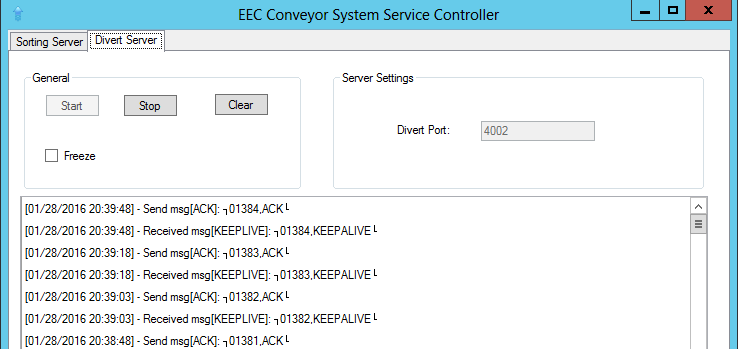 EEC Conveyor System Service Controller
Sorting Server Divert Server
General
Start Stop Clear
Freeze
Server Settings
Divert Port: 4002
[01/28/2016 20:39:48] - Send msg[ACK]: ┐01384,ACK└
[01/28/2016 20:39:48] - Received msg[KEEPLIVE]: ┐01384,KEEPALIVE└
[01/28/2016 20:39:18] - Send msg[ACK]: ┐01383,ACK└
[01/28/2016 20:39:18] - Received msg[KEEPLIVE]: ┐01383,KEEPALIVE└
[01/28/2016 20:39:03] - Send msg[ACK]: ┐01382,ACK└
[01/28/2016 20:39:03] - Received msg[KEEPLIVE]: ┐01382,KEEPALIVE└
[01/28/2016 20:38:48] - Send msg[ACK]: ┐01381,ACK└